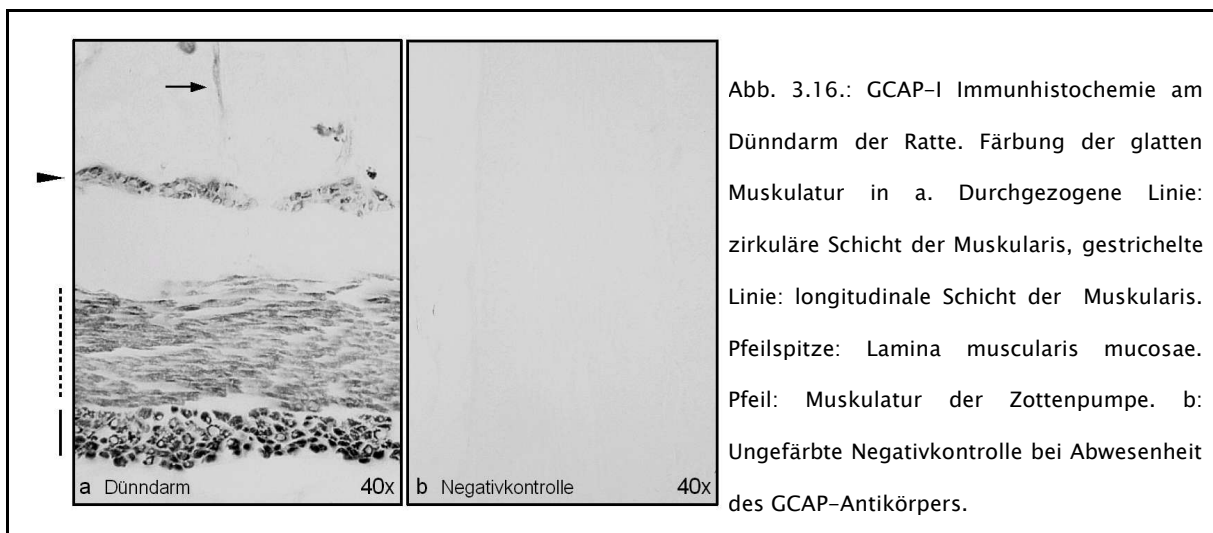 a Dünndarm 40x
b Negativkontrolle 40x
Abb. 3.16.: GCAP-I Immunhistochemie am
Dünndarm der Ratte. Färbung der glatten
Muskulatur in a. Durchgezogene Linie:
zirkuläre Schicht der Muskularis, gestrichelte
Linie: longitudinale Schicht der Muskularis.
Pfeilspitze: Lamina muscularis mucosae.
Pfeil: Muskulatur der Zottenpumpe. b:
Ungefärbte Negativkontrolle bei Abwesenheit
des GCAP-Antikörpers.